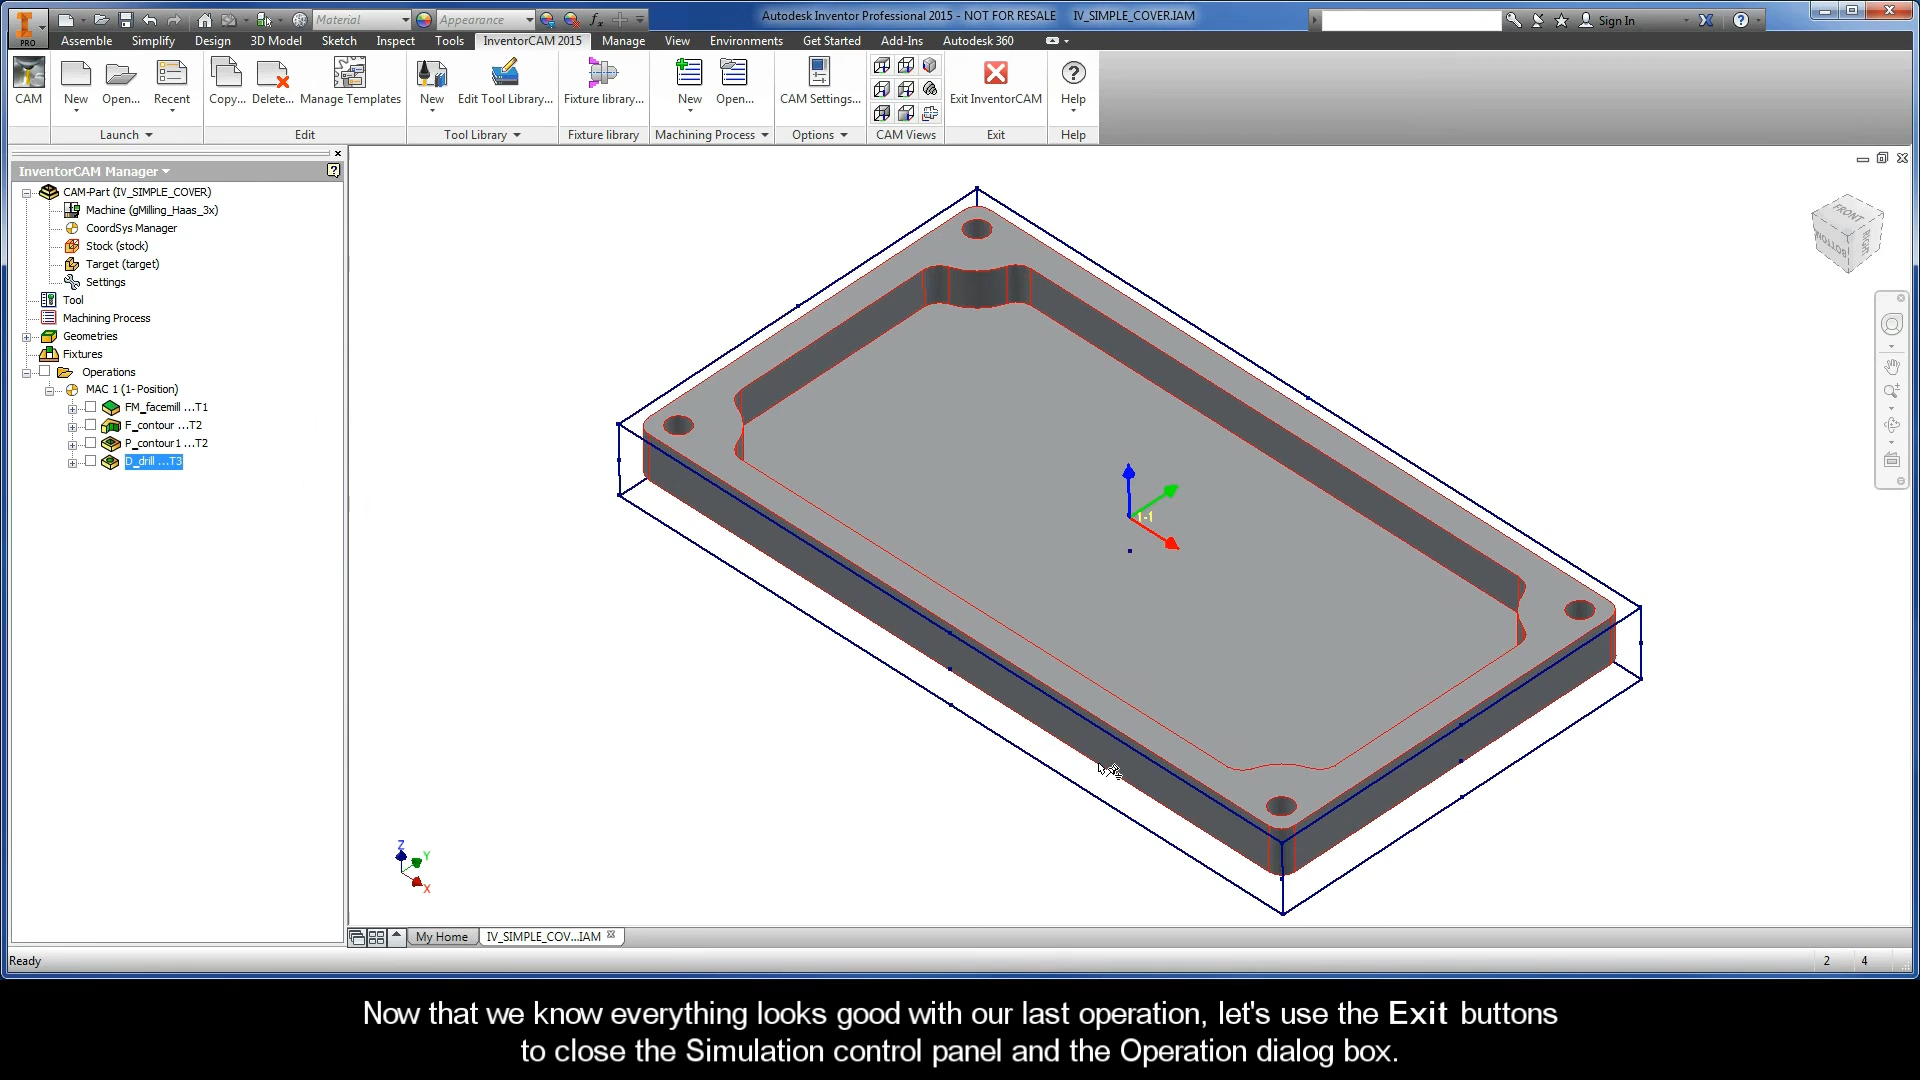 Material
Appearance
Autodesk Inventor Professional 2015 - NOT FOR RESALE IV_SIMPLE_COVER.IAM
Sign In
PRO
Assemble Simplify Design 3D Model Sketch Inspect Tools InventorCAM 2015 Manage View Environments Get Started Add-Ins Autodesk 360
CAM New Open... Recent Copy... Delete... Manage Templates New Edit Tool Library... Fixture library... New Open... CAM Settings... Exit InventorCAM Help
Launch Edit Tool Library Fixture library Machining Process Options CAM Views Exit Help
InventorCAM Manager
CAM-Part (IV_SIMPLE_COVER)
Machine (gMilling_Haas_3x)
CoordSys Manager
Stock (stock)
Target (target)
Settings
Tool
Machining Process
Geometries
Fixtures
Operations
MAC 1 (1- Position)
FM_facemill ...T1
F_contour ...T2
P_contour1 ...T2
D_drill ...T3
FRONT
RIGHT
BOTTOM
1-1
Z
Y
X
My Home
IV_SIMPLE_COV...IAM
Ready
2 4
Now that we know everything looks good with our last operation, let's use the Exit buttons
to close the Simulation control panel and the Operation dialog box.